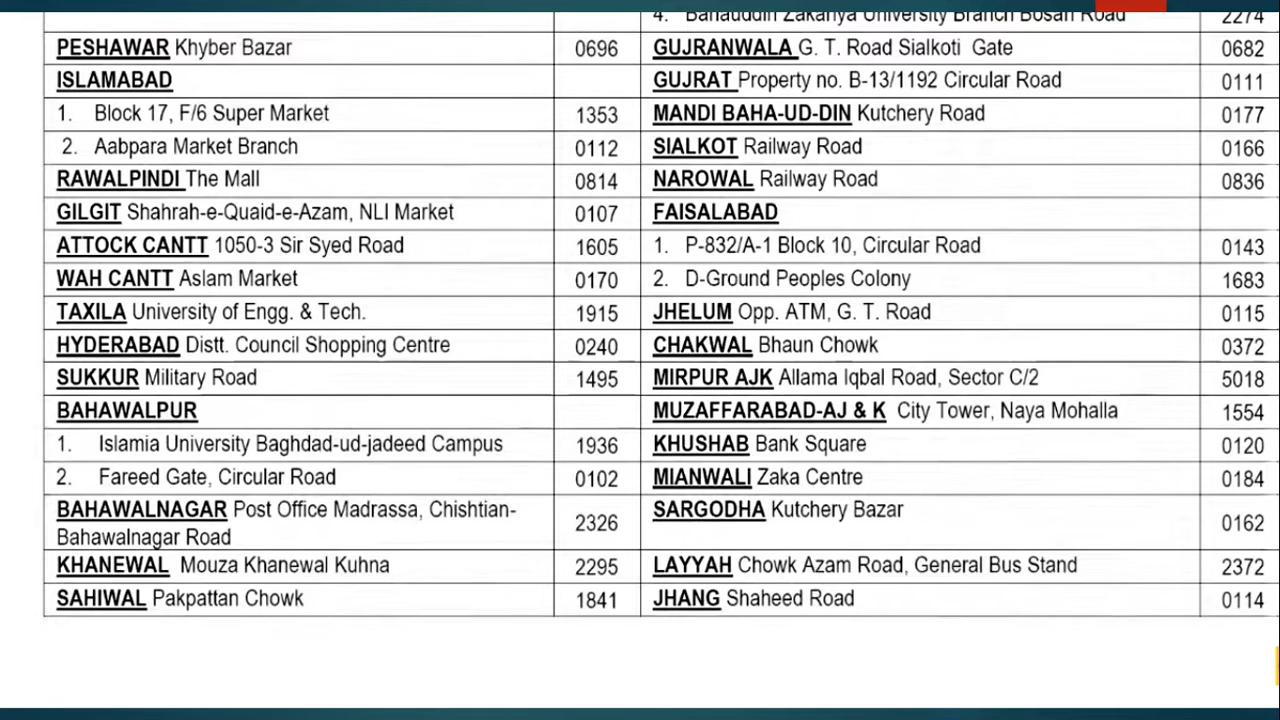 4. Bahauddin Zakariya University Branch Bosan Road 2274
PESHAWAR Khyber Bazar 0696 GUJRANWALA G. T. Road Sialkoti Gate 0682
ISLAMABAD GUJRAT Property no. B-13/1192 Circular Road 0111
1. Block 17, F/6 Super Market 1353 MANDI BAHA-UD-DIN Kutchery Road 0177
2. Aabpara Market Branch 0112 SIALKOT Railway Road 0166
RAWALPINDI The Mall 0814 NAROWAL Railway Road 0836
GILGIT Shahrah-e-Quaid-e-Azam, NLI Market 0107 FAISALABAD
ATTOCK CANTT 1050-3 Sir Syed Road 1605 1. P-832/A-1 Block 10, Circular Road 0143
WAH CANTT Aslam Market 0170 2. D-Ground Peoples Colony 1683
TAXILA University of Engg. & Tech. 1915 JHELUM Opp. ATM, G. T. Road 0115
HYDERABAD Distt. Council Shopping Centre 0240 CHAKWAL Bhaun Chowk 0372
SUKKUR Military Road 1495 MIRPUR AJK Allama Iqbal Road, Sector C/2 5018
BAHAWALPUR MUZAFFARABAD-AJ & K City Tower, Naya Mohalla 1554
1. Islamia University Baghdad-ud-jadeed Campus 1936 KHUSHAB Bank Square 0120
2. Fareed Gate, Circular Road 0102 MIANWALI Zaka Centre 0184
BAHAWALNAGAR Post Office Madrassa, Chishtian-
Bahawalnagar Road 2326 SARGODHA Kutchery Bazar 0162
KHANEWAL Mouza Khanewal Kuhna 2295 LAYYAH Chowk Azam Road, General Bus Stand 2372
SAHIWAL Pakpattan Chowk 1841 JHANG Shaheed Road 0114